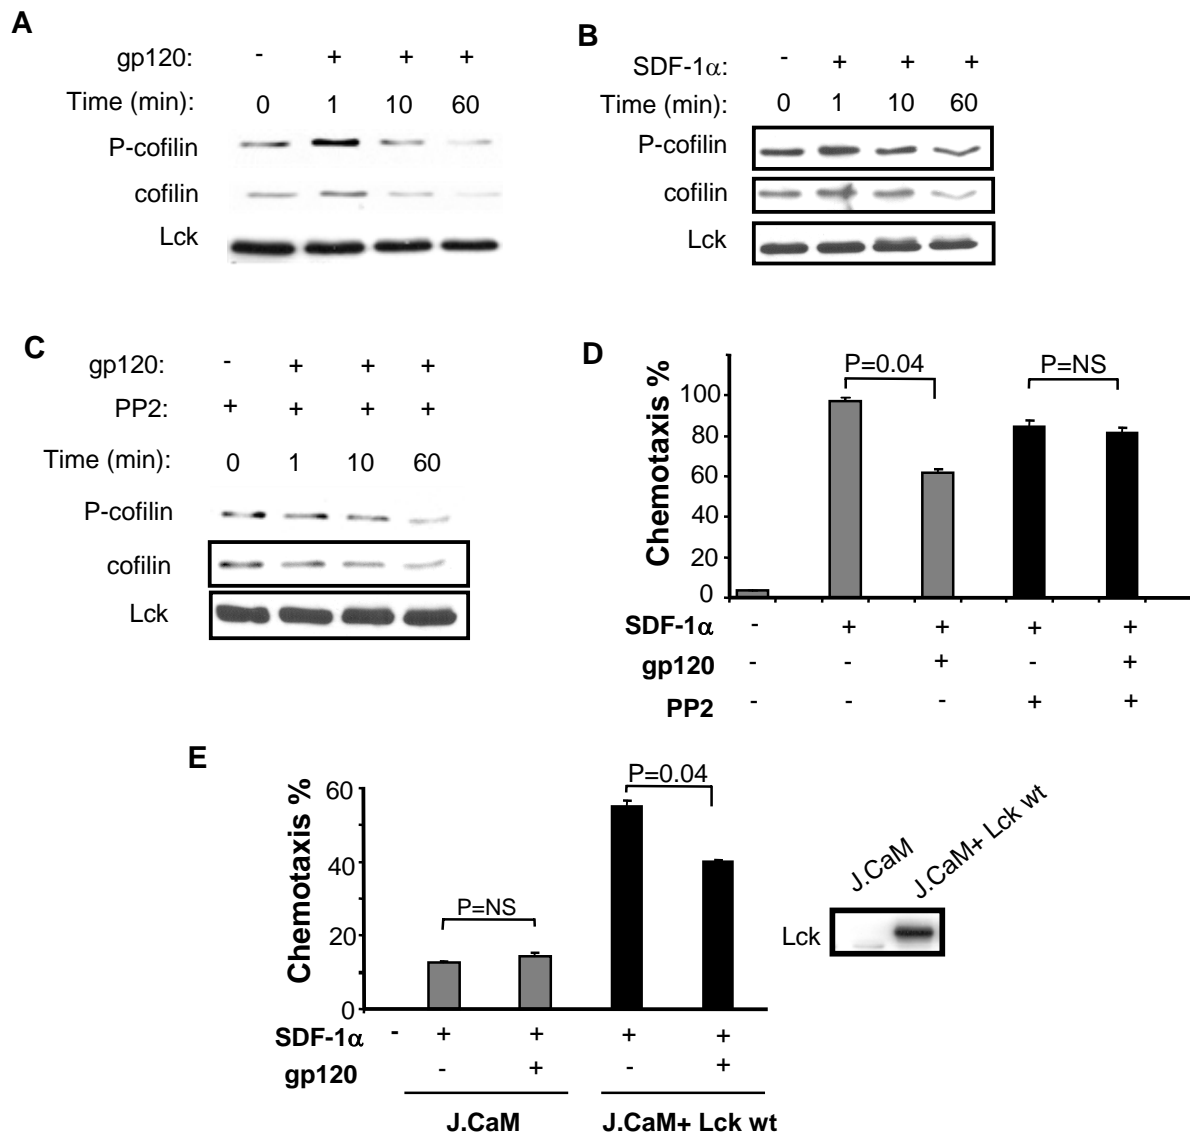 A
gp120: - + + +
Time (min): 0 1 10 60
P-cofilin
cofilin
Lck
B
SDF-1α: - + + +
Time (min): 0 1 10 60
P-cofilin
cofilin
Lck
C
gp120: - + + +
PP2: + + + +
Time (min): 0 1 10 60
P-cofilin
cofilin
Lck
D
Chemotaxis %
100
80
60
40
20
0
P=0.04
P=NS
SDF-1α - + + + +
gp120 - - + - +
PP2 - - - + +
E
Chemotaxis %
60
40
20
0
P=NS
P=0.04
SDF-1α - + + + +
gp120 - + - +
J.CaM
J.CaM+ Lck wt
J.CaM
J.CaM+ Lck wt
Lck